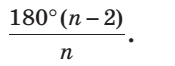 180°(n – 2)
n .